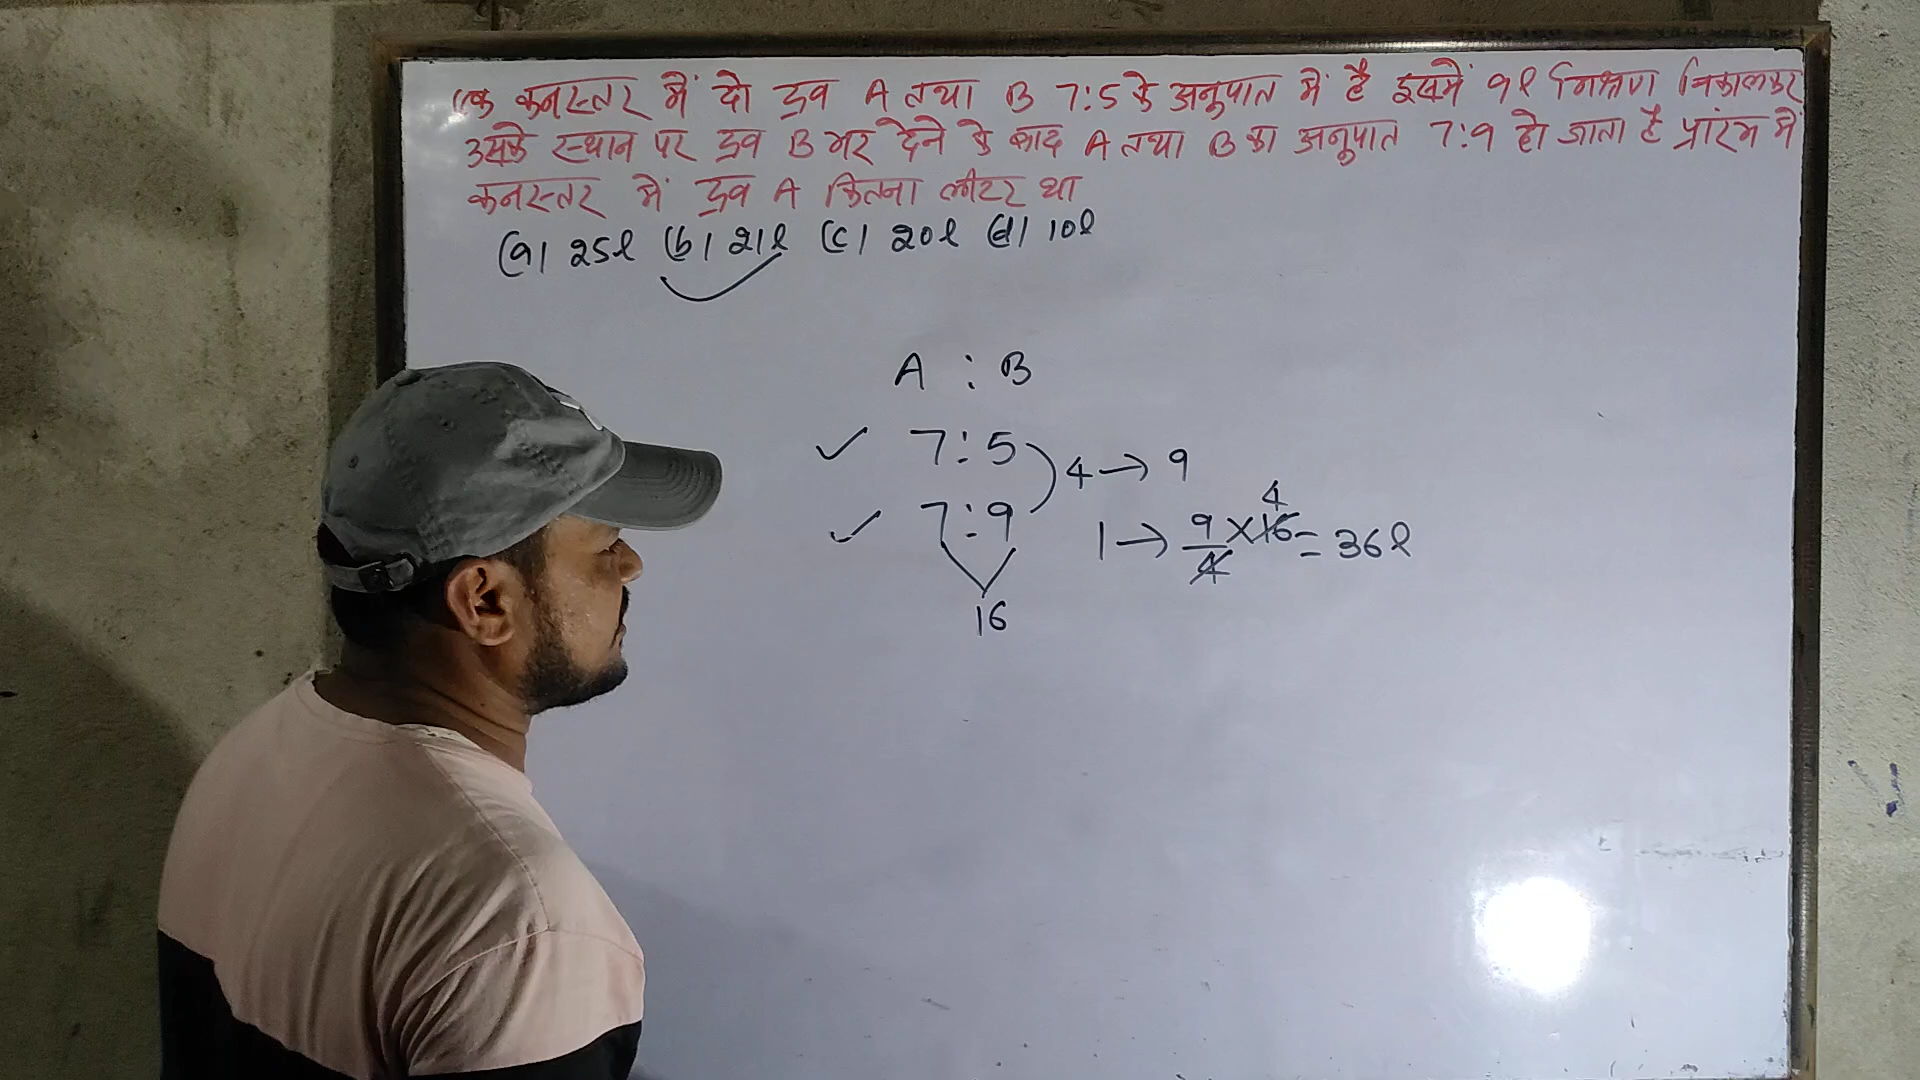 एक कनस्तर में दो द्रव A तथा B 7:5 के अनुपात में है इसमें 9l मिश्रण निकालकर
उसके स्थान पर द्रव B भर देने के बाद A तथा B का अनुपात 7:9 हो जाता है प्रारंभ में
कनस्तर में द्रव A कितना लीटर था
(a) 25l (b) 21l (c) 20l (d) 10l
A : B
7:5
4→9
7:9
1→ 9/4 × 16 = 36l
4
16